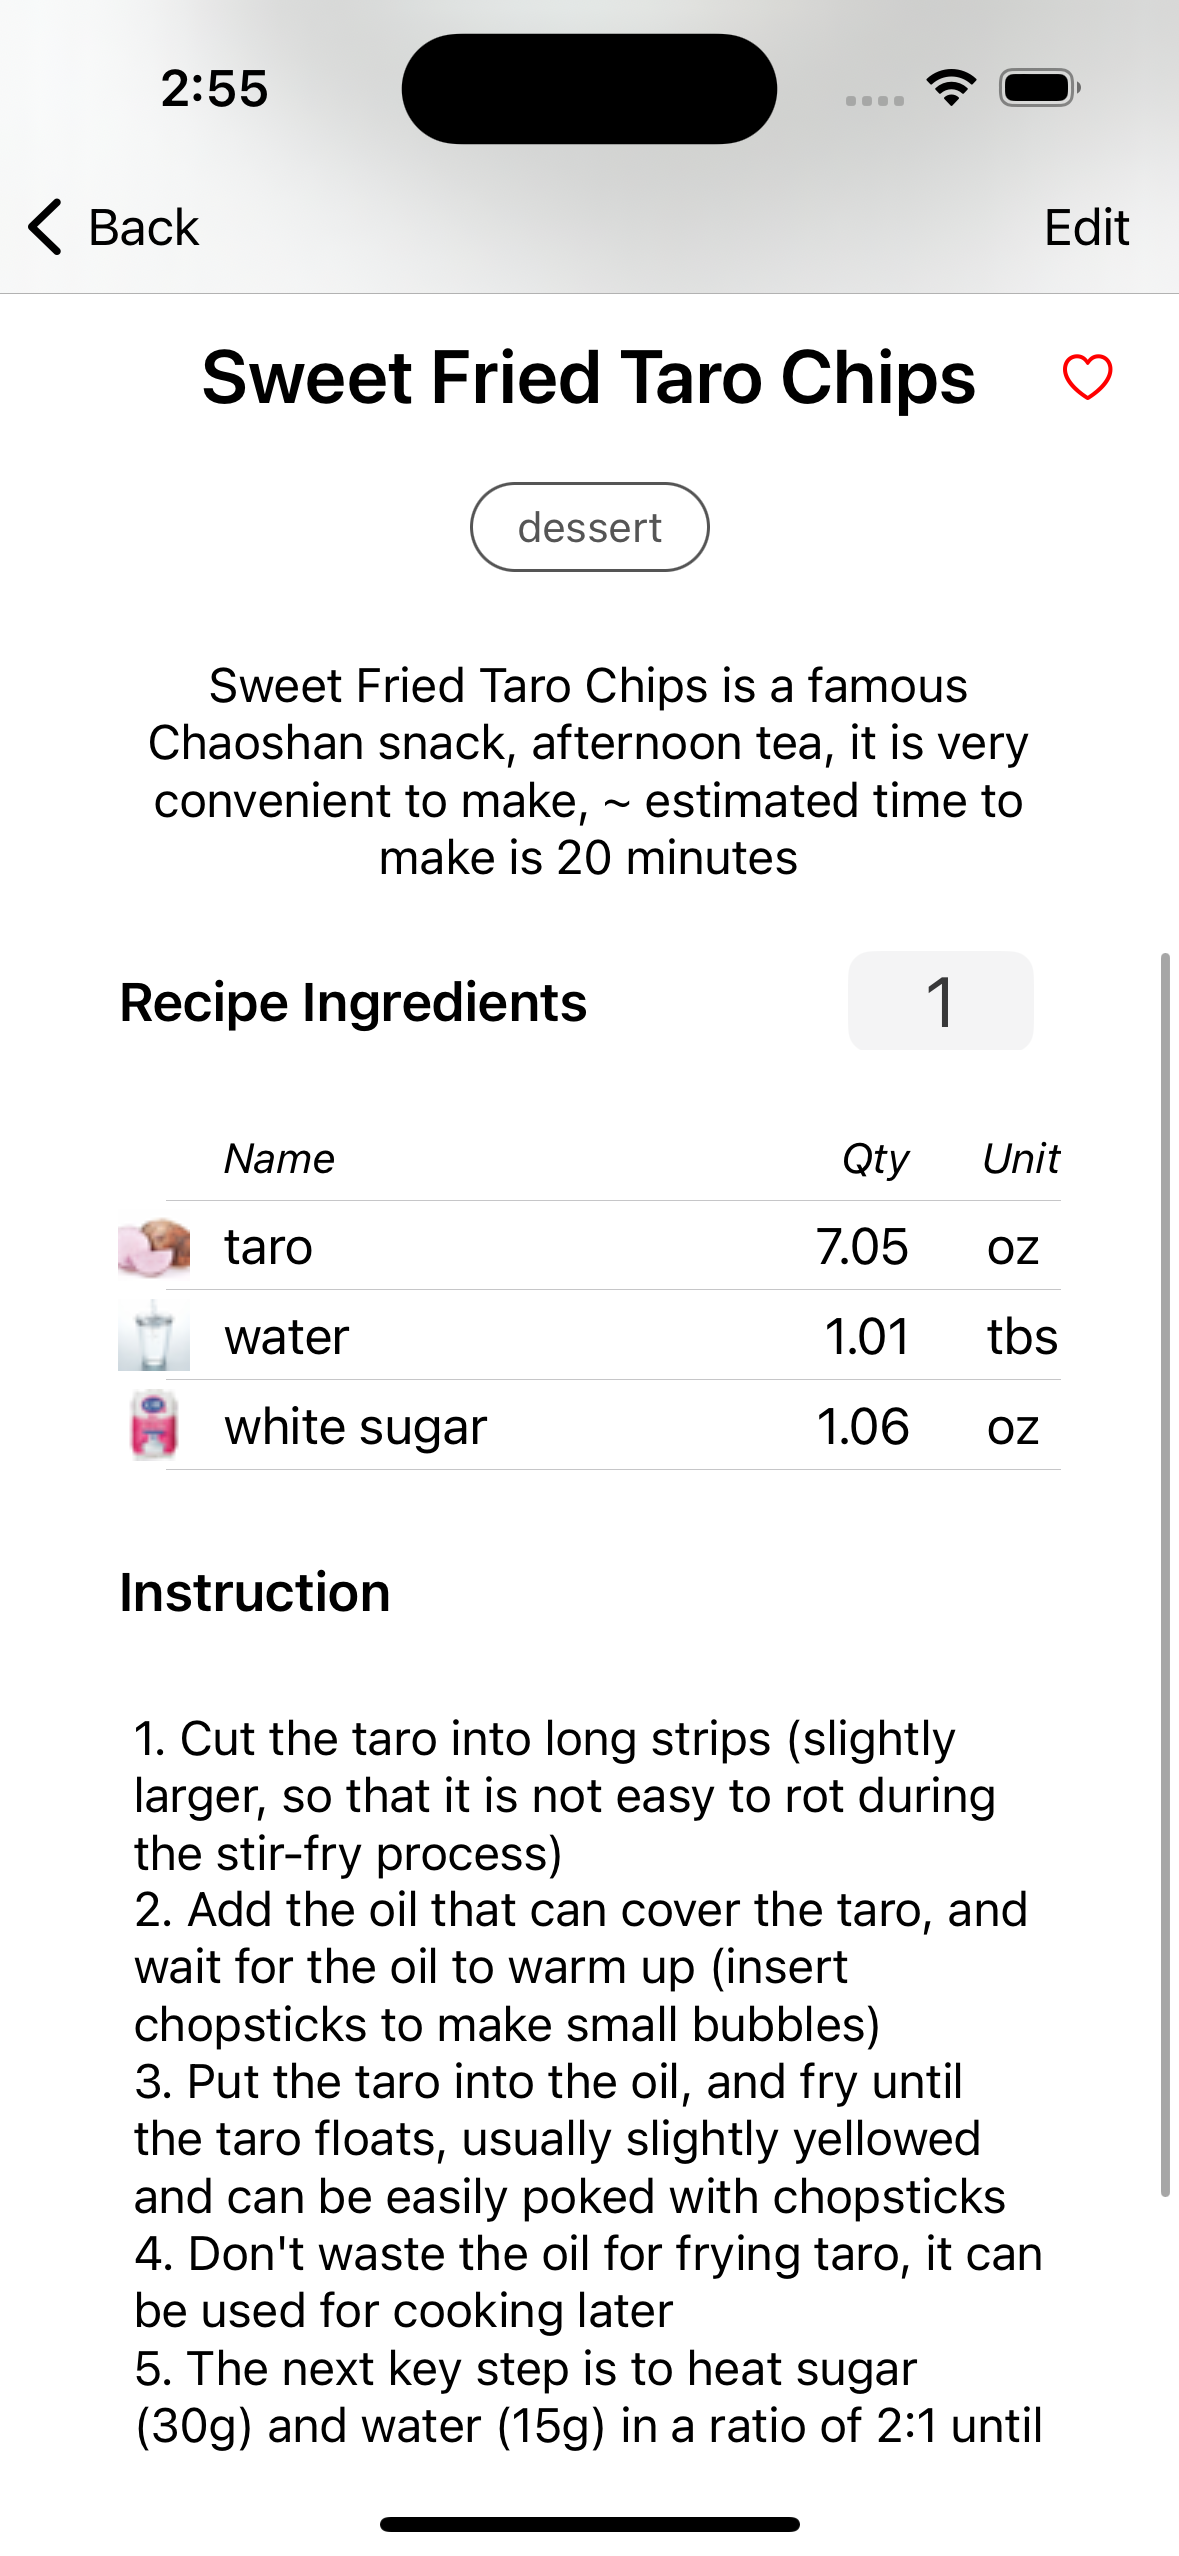 2:55
Back
Edit
Sweet Fried Taro Chips
dessert
Sweet Fried Taro Chips is a famous
Chaoshan snack, afternoon tea, it is very
convenient to make, ~ estimated time to
make is 20 minutes
Recipe Ingredients 1
Name Qty Unit
taro 7.05 oz
water 1.01 tbs
white sugar 1.06 oz
Instruction
1. Cut the taro into long strips (slightly
larger, so that it is not easy to rot during
the stir-fry process)
2. Add the oil that can cover the taro, and
wait for the oil to warm up (insert
chopsticks to make small bubbles)
3. Put the taro into the oil, and fry until
the taro floats, usually slightly yellowed
and can be easily poked with chopsticks
4. Don't waste the oil for frying taro, it can
be used for cooking later
5. The next key step is to heat sugar
(30g) and water (15g) in a ratio of 2:1 until